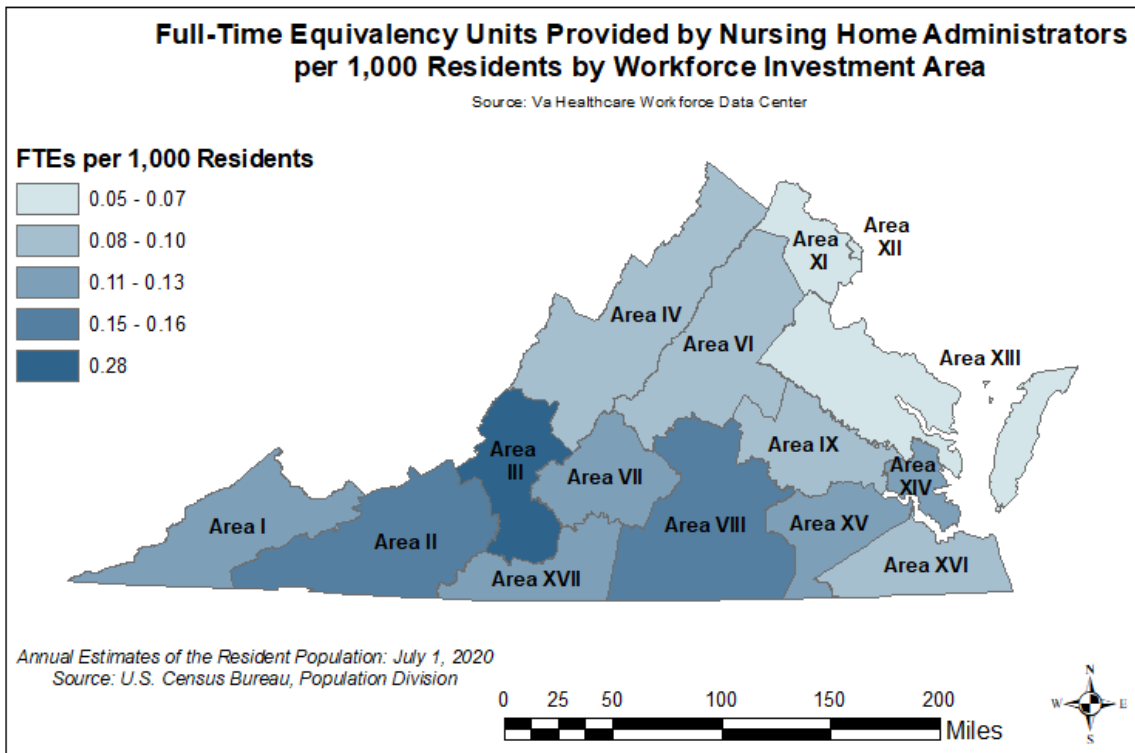 Full-Time Equivalency Units Provided by Nursing Home Administrators
per 1,000 Residents by Workforce Investment Area
Source: Va Healthcare Workforce Data Center
FTEs per 1,000 Residents
0.05 - 0.07
0.08 - 0.10
0.11 - 0.13
0.15 - 0.16
0.28
Area
XI
Area
XII
Area IV
Area VI
Area XIII
Area
III
Area VII
Area IX
Area
XIV
Area I
Area II
Area VIII
Area XV
Area XVII
Area XVI
Annual Estimates of the Resident Population: July 1, 2020
Source: U.S. Census Bureau, Population Division
0 25 50 100 150 200
Miles
N
W E
S